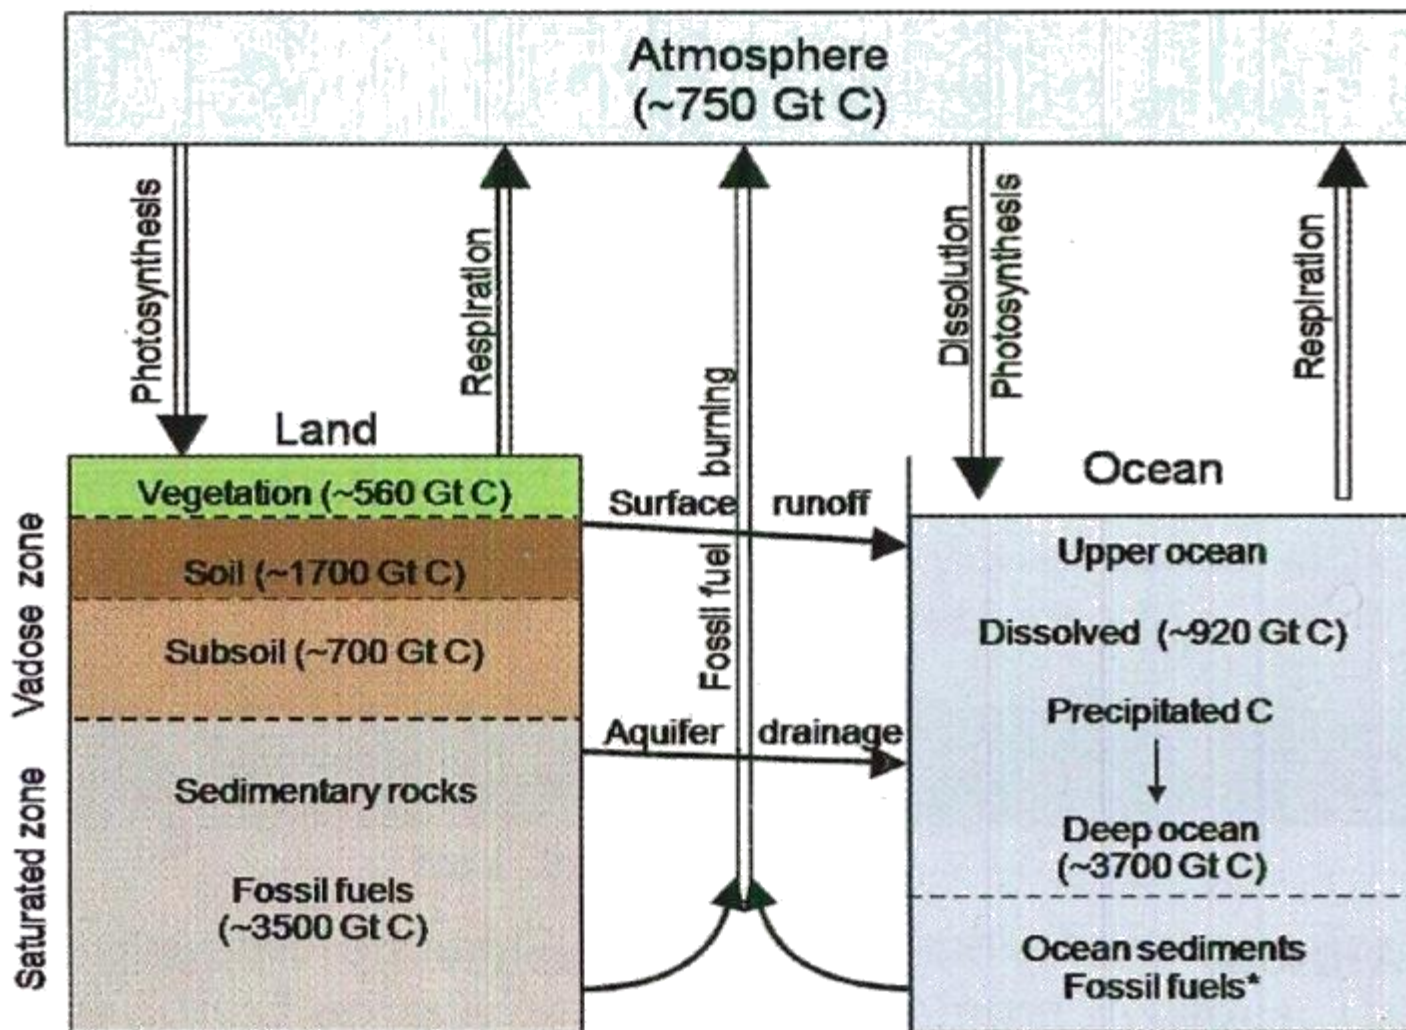 Atmosphere
(~750 Gt C)
Photosynthesis
Respiration
Fossil fuel burning
Dissolution
Photosynthesis
Respiration
Land
Ocean
Vegetation (~560 Gt C)
Soil (~1700 Gt C)
Subsoil (~700 Gt C)
Sedimentary rocks
Fossil fuels
(~3500 Gt C)
Vadose zone
Saturated zone
Surface runoff
Aquifer drainage
Upper ocean
Dissolved (~920 Gt C)
Precipitated C
Deep ocean
(~3700 Gt C)
Ocean sediments
Fossil fuels*